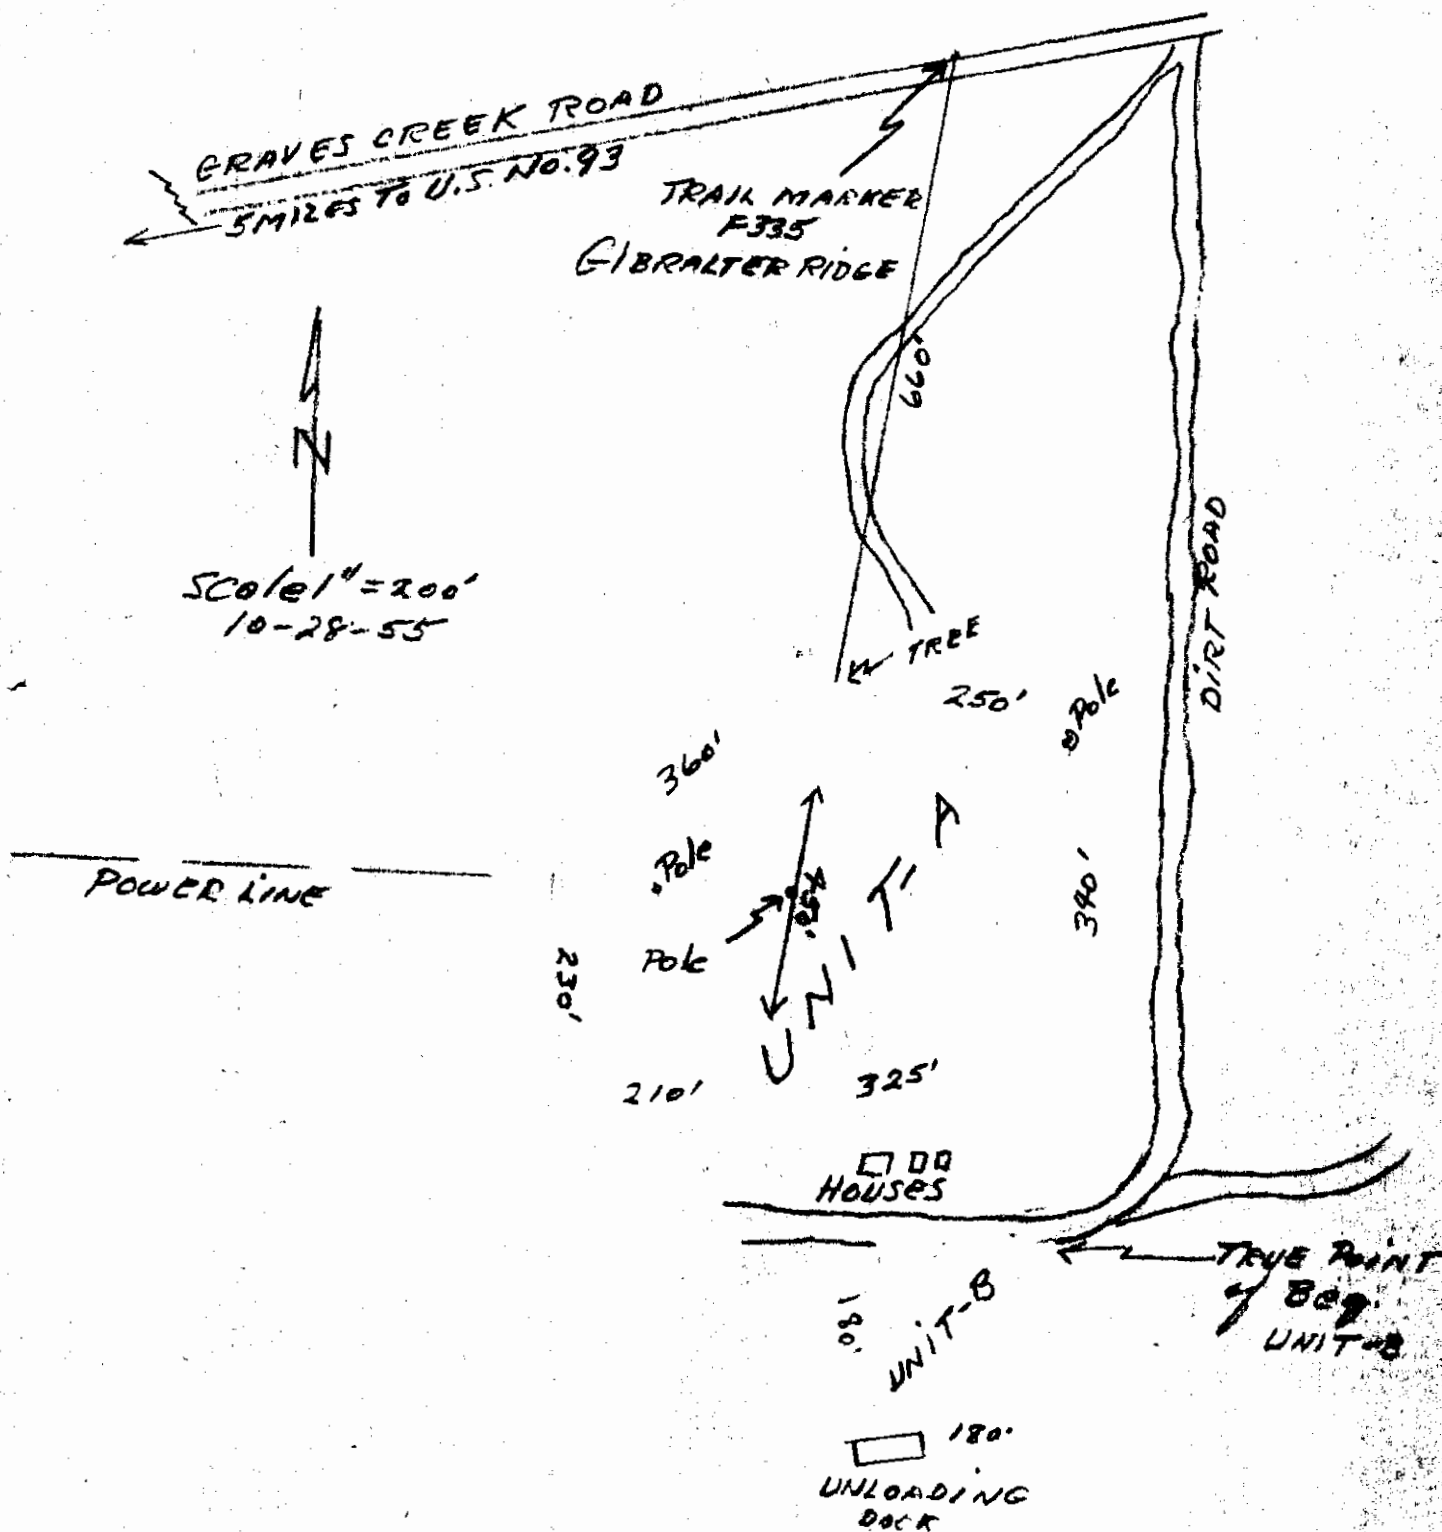 GRAVES CREEK ROAD
5 MILES TO U.S. NO. 93
TRAIL MARKER
F335
GIBRALTER RIDGE
660'
N
Scale 1" = 200'
10-28-55
DIRT ROAD
TREE
250'
Pole
360'
Pole
POWER LINE
Pole
UNIT A
340'
230'
210'
325'
HOUSES
TRUE POINT
of Beg.
UNIT-B
180'
UNIT-B
180'
UNLOADING
DOCK